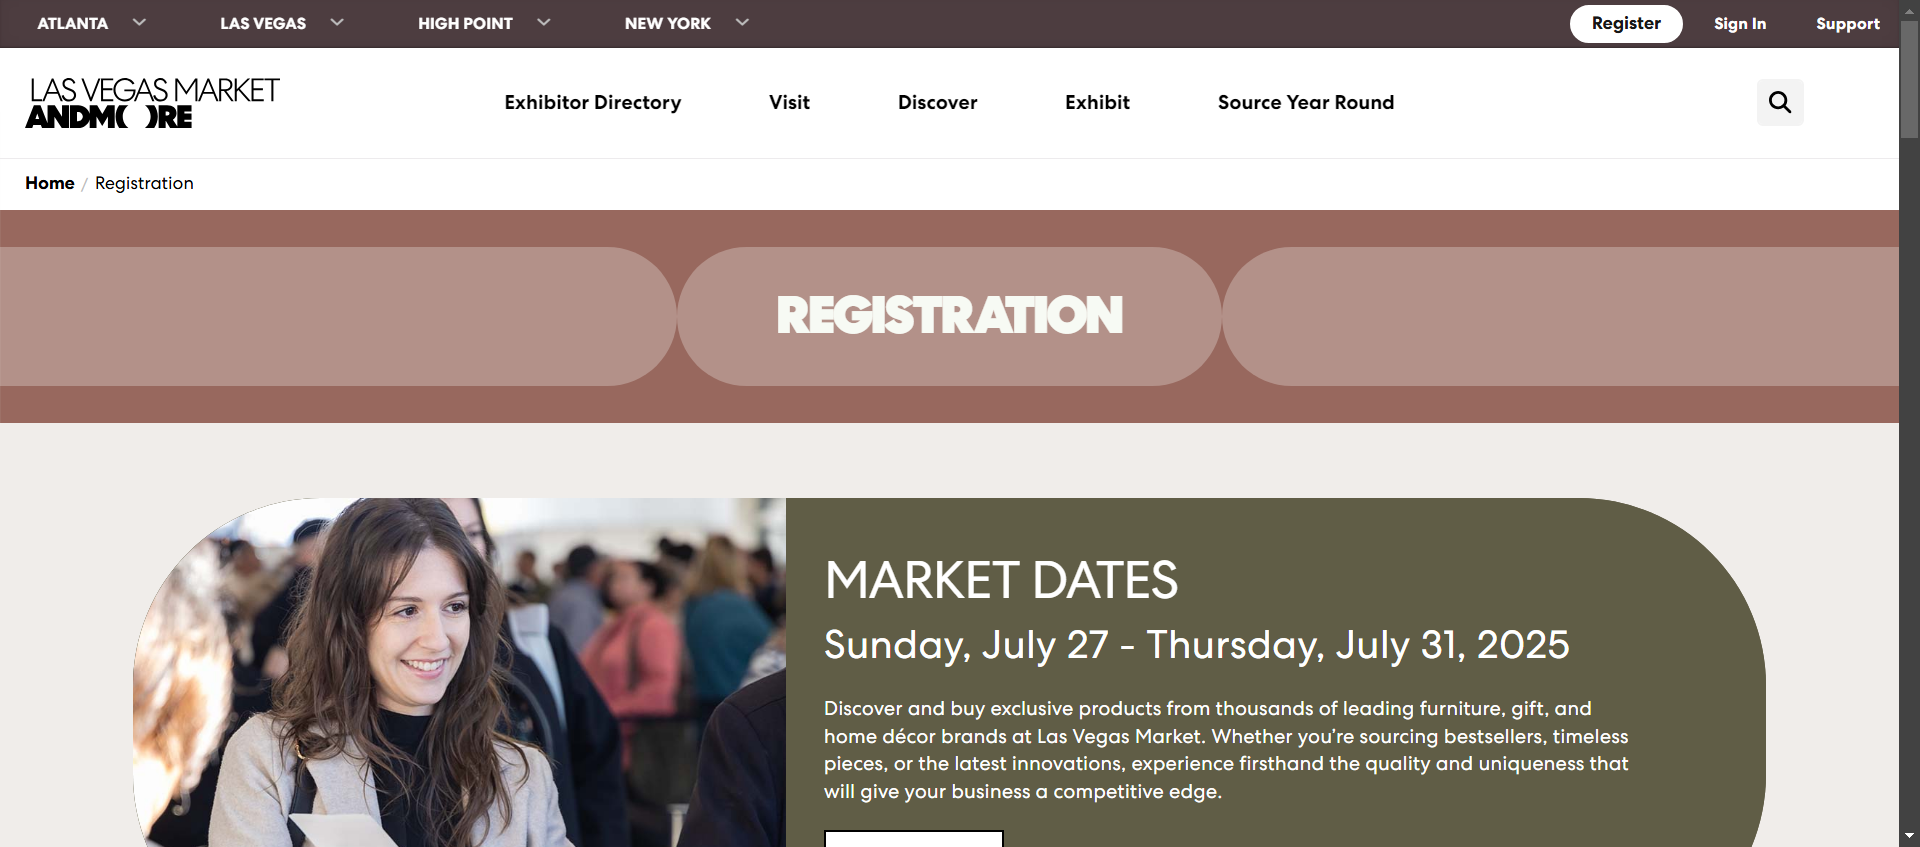 ATLANTA LAS VEGAS HIGH POINT NEW YORK Register Sign In Support
LAS VEGAS MARKET
ANDMORE
Exhibitor Directory Visit Discover Exhibit Source Year Round
Home / Registration
REGISTRATION
MARKET DATES
Sunday, July 27 - Thursday, July 31, 2025
Discover and buy exclusive products from thousands of leading furniture, gift, and
home décor brands at Las Vegas Market. Whether you’re sourcing bestsellers, timeless
pieces, or the latest innovations, experience firsthand the quality and uniqueness that
will give your business a competitive edge.